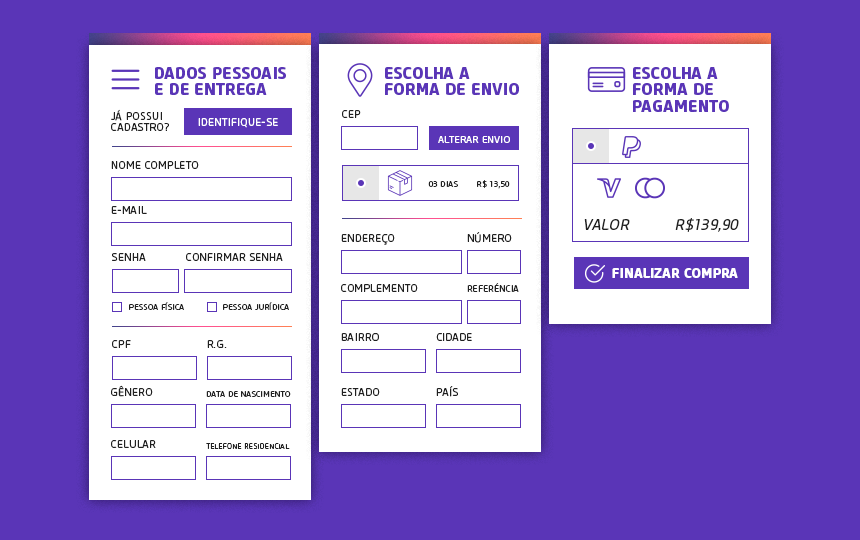 DADOS PESSOAIS
E DE ENTREGA
JÁ POSSUI
CADASTRO?
IDENTIFIQUE-SE
NOME COMPLETO
E-MAIL
SENHA
CONFIRMAR SENHA
PESSOA FÍSICA
PESSOA JURÍDICA
CPF
R.G.
GÊNERO
DATA DE NASCIMENTO
CELULAR
TELEFONE RESIDENCIAL
ESCOLHA A
FORMA DE ENVIO
CEP
ALTERAR ENVIO
03 DIAS
R$ 13,50
ENDEREÇO
NÚMERO
COMPLEMENTO
REFERÊNCIA
BAIRRO
CIDADE
ESTADO
PAÍS
ESCOLHA A
FORMA DE
PAGAMENTO
VALOR
R$139,90
FINALIZAR COMPRA